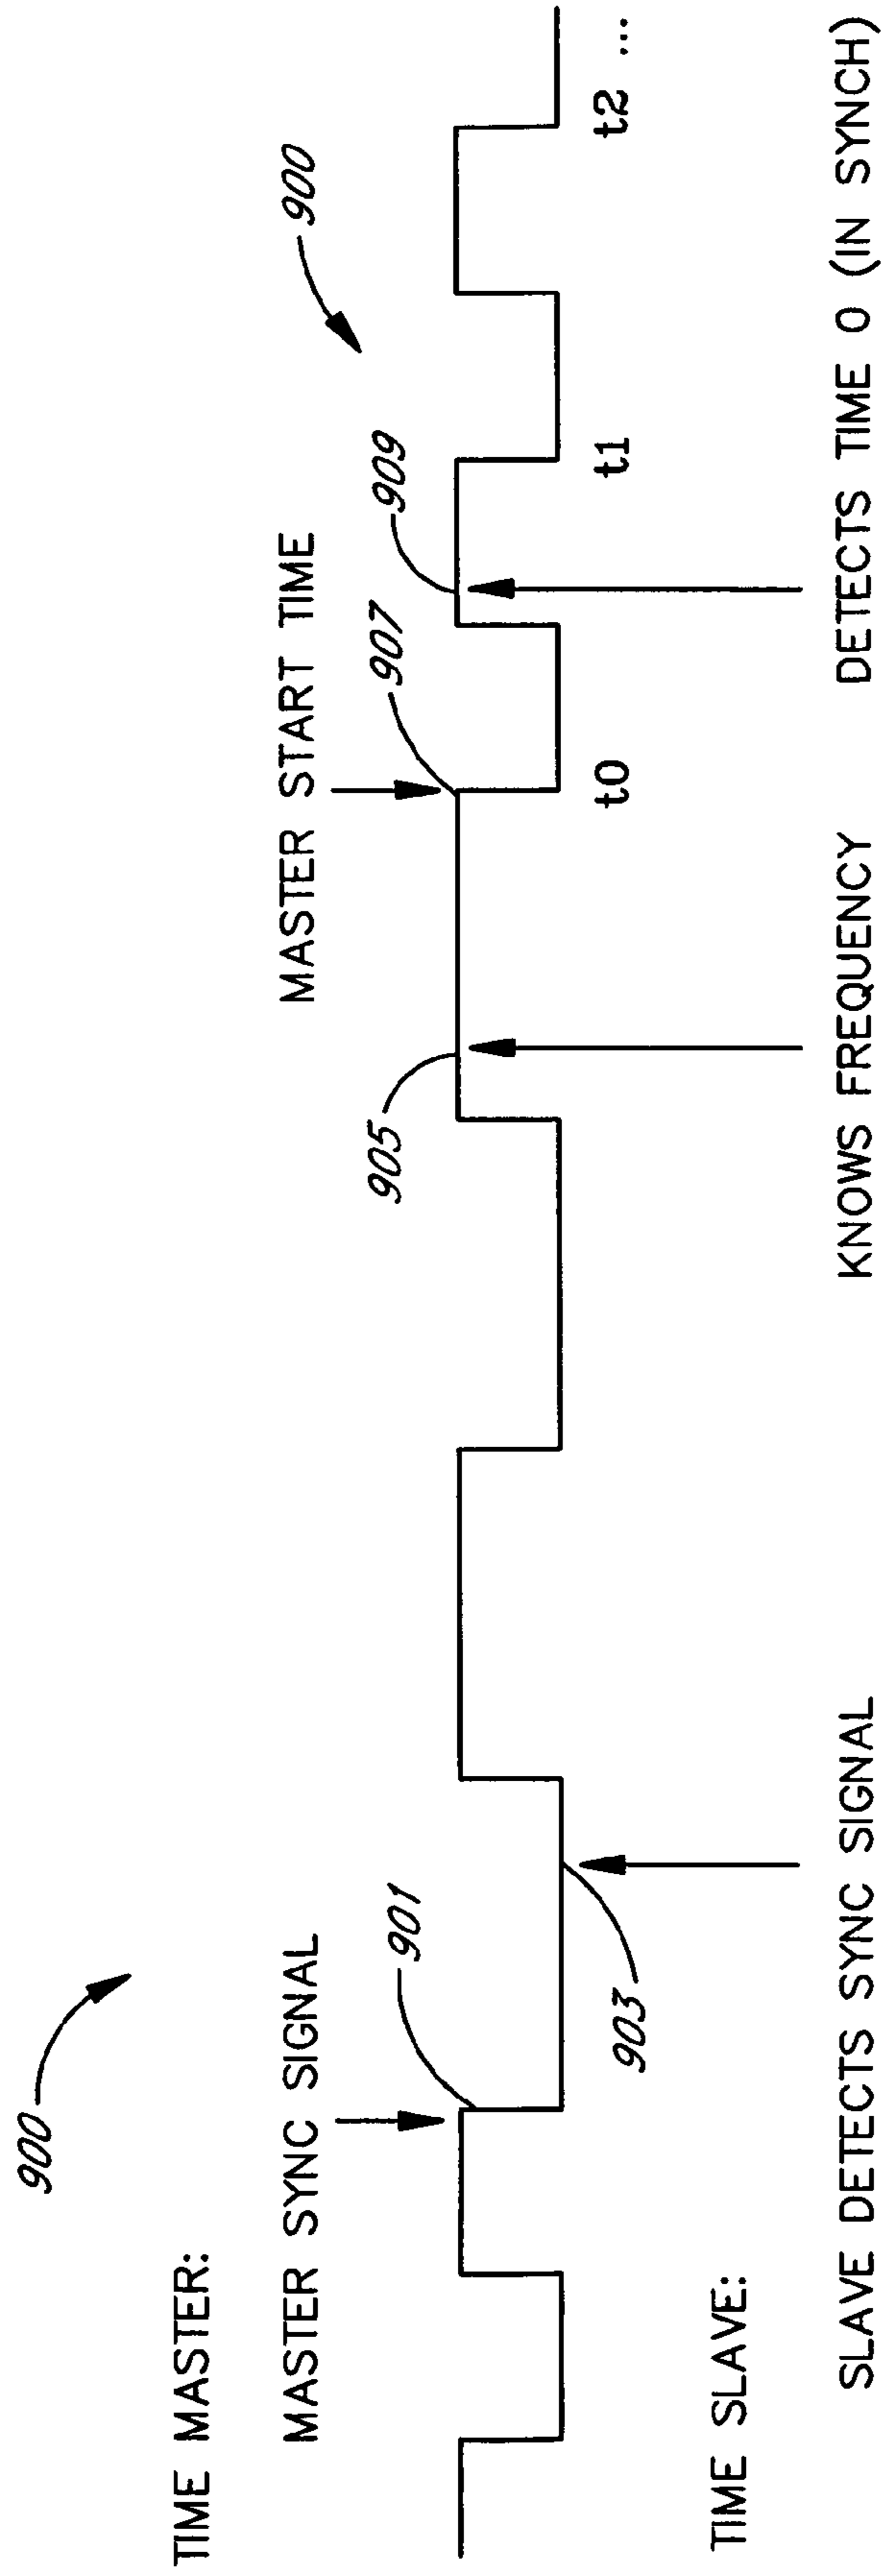 900
TIME MASTER:
MASTER SYNC SIGNAL
901
MASTER START TIME
900
905
907
909
903
t0
t1
t2 ...
TIME SLAVE:
SLAVE DETECTS SYNC SIGNAL
KNOWS FREQUENCY
DETECTS TIME 0 (IN SYNCH)